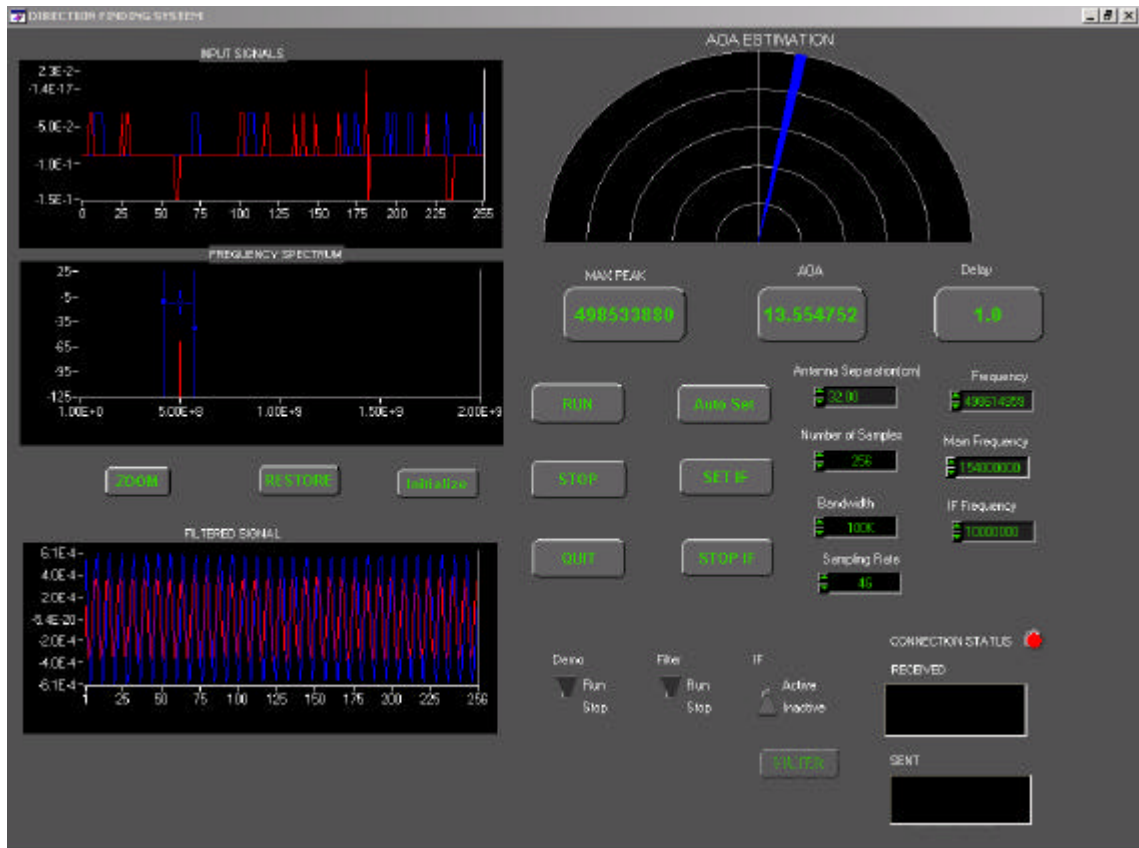 DIRECTION FINDING SYSTEM
INPUT SIGNALS
2.3E-2-
-1.4E-17-
-5.0E-2-
-1.0E-1-
-1.5E-1-
0 25 50 75 100 125 150 175 200 225 255
FREQUENCY SPECTRUM
25-
-5-
-35-
-65-
-95-
-125-
1.00E+0 5.00E+8 1.00E+9 1.50E+9 2.00E+9
ZOOM RESTORE Initialize
FILTERED SIGNAL
6.1E-4-
4.0E-4-
2.0E-4-
-5.4E-20-
-2.0E-4-
-4.0E-4-
-6.1E-4-
1 25 50 75 100 125 150 175 200 225 256
AOA ESTIMATION
MAX PEAK AOA Delay
498533880 13.554752 1.0
RUN Auto Set
STOP SET IF
QUIT STOP IF
Antenna Separation(cm)
32.00
Number of Samples
256
Bandwidth
100K
Sampling Rate
4G
Frequency
498614958
Main Frequency
154000000
IF Frequency
10000000
Demo
Run
Stop
Filter
Run
Stop
IF
Active
Inactive
FILTER
CONNECTION STATUS
RECEIVED
SENT